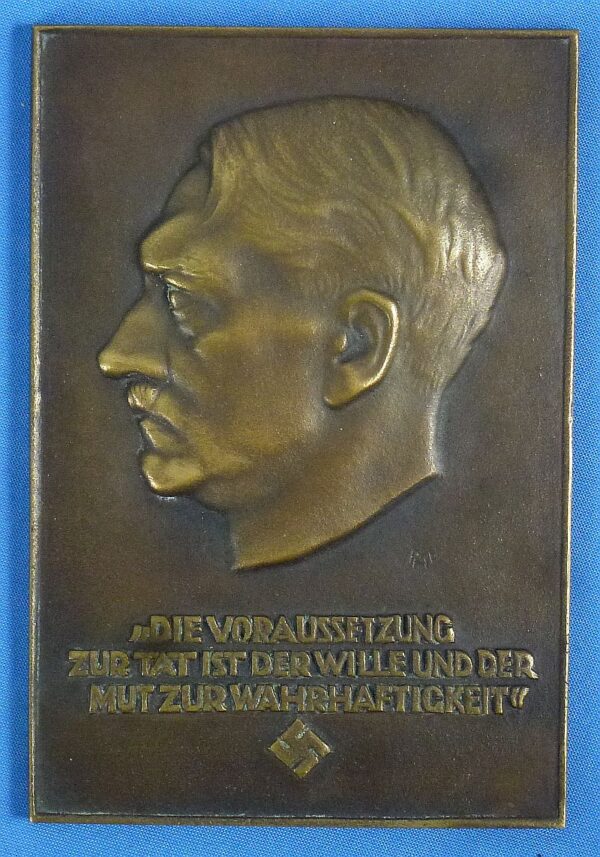 „DIE VORAUSSETZUNG
ZUR TAT IST DER WILLE UND DER
MUT ZUR WAHRHAFTIGKEIT“